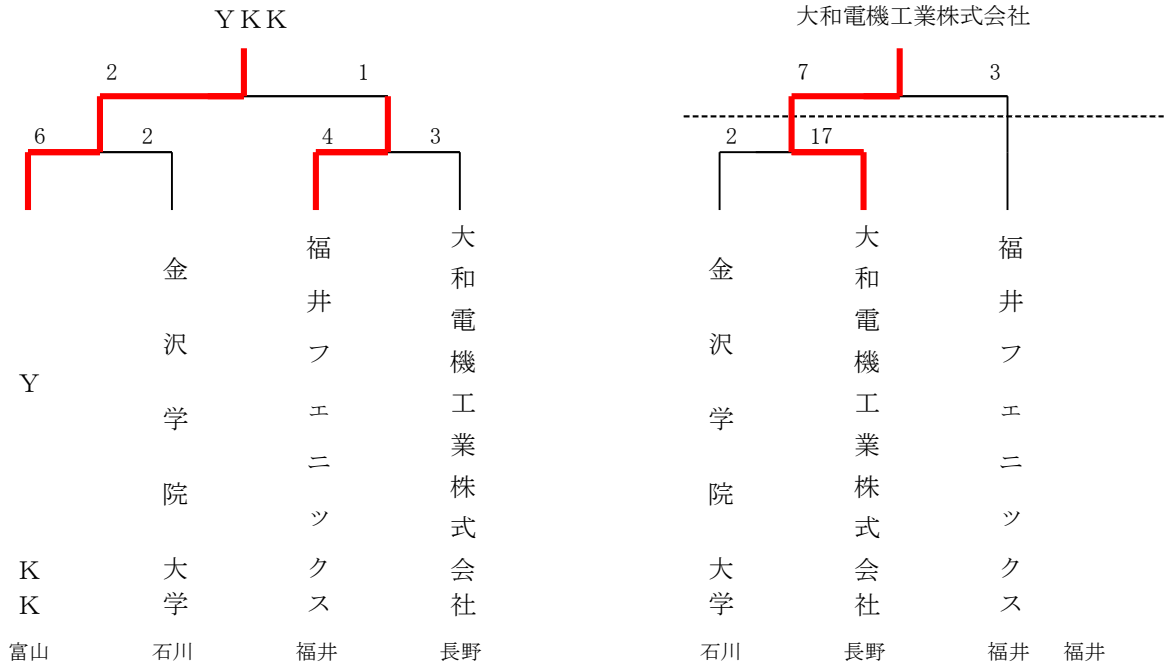 ＹＫＫ
大和電機工業株式会社
2
1
7
3
6
2
4
3
2
17
ＹＫＫ
金沢学院大学
福井フェニックス
大和電機工業株式会社
金沢学院大学
大和電機工業株式会社
福井フェニックス
富山
石川
福井
長野
石川
長野
福井
福井